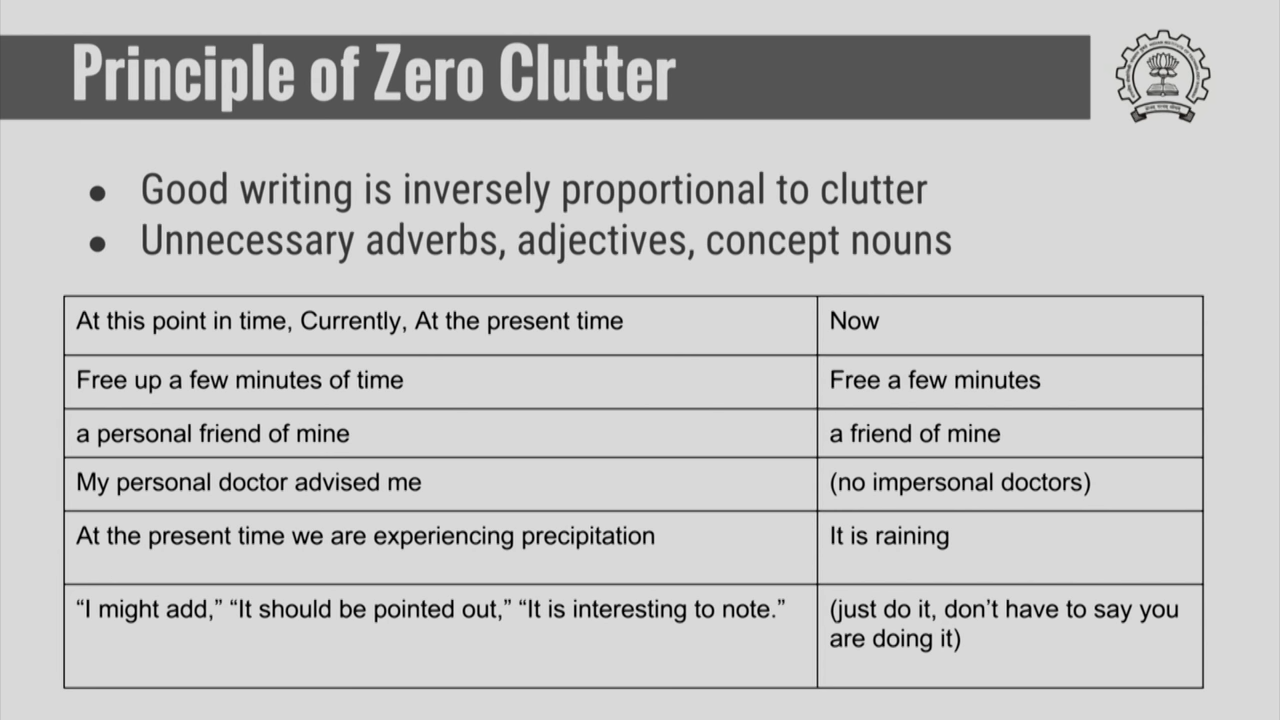 Principle of Zero Clutter
● Good writing is inversely proportional to clutter
● Unnecessary adverbs, adjectives, concept nouns
At this point in time, Currently, At the present time
Now
Free up a few minutes of time
Free a few minutes
a personal friend of mine
a friend of mine
My personal doctor advised me
(no impersonal doctors)
At the present time we are experiencing precipitation
It is raining
“I might add,” “It should be pointed out,” “It is interesting to note.”
(just do it, don’t have to say you
are doing it)